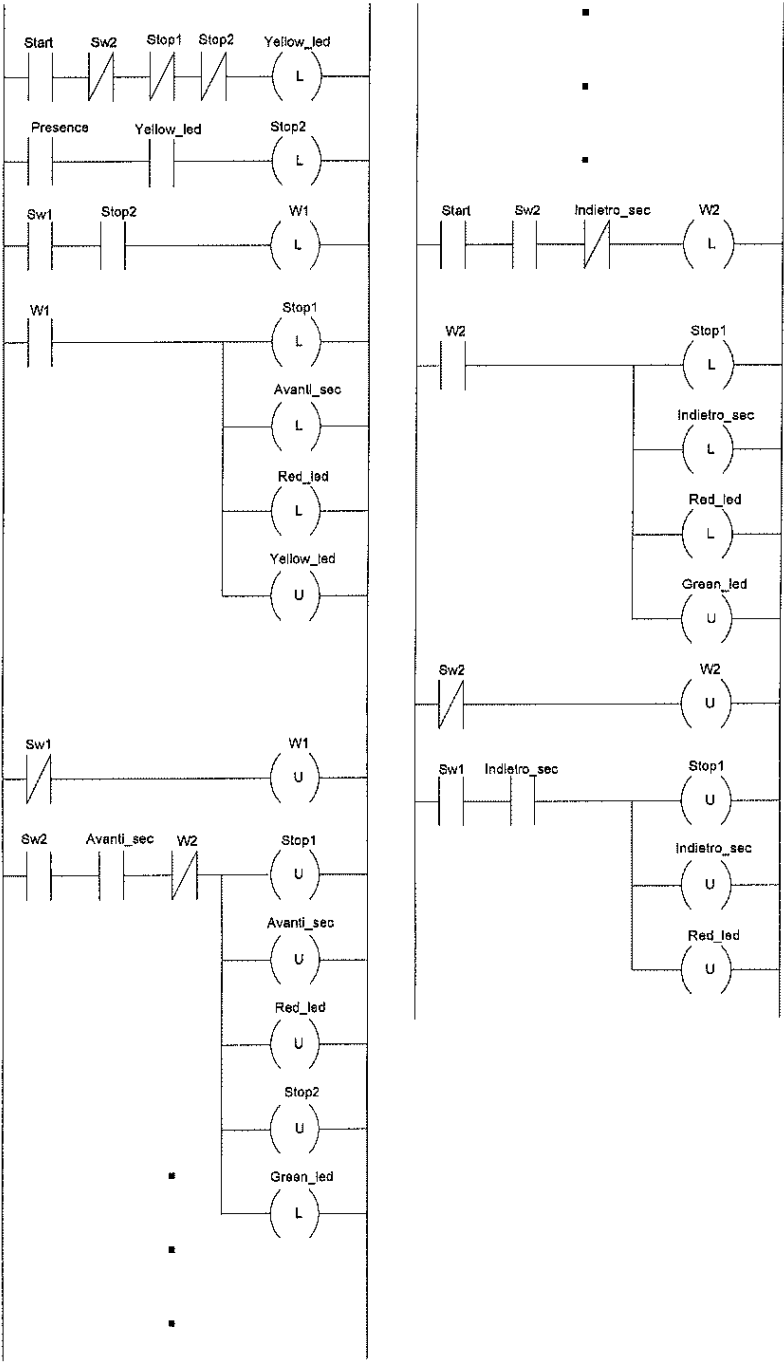 Start Sw2 Stop1 Stop2 Yellow_led
L
Presence Yellow_led Stop2
L
Sw1 Stop2 W1
L
W1 Stop1
L
Avanti_sec
L
Red_led
L
Yellow_led
U
Sw1 W1
U
Sw2 Avanti_sec W2 Stop1
U
Avanti_sec
U
Red_led
U
Stop2
U
Green_led
L
Start Sw2 Indietro_sec W2
L
W2 Stop1
L
Indietro_sec
L
Red_led
L
Green_led
U
Sw2 W2
U
Sw1 Indietro_sec Stop1
U
Indietro_sec
U
Red_led
U